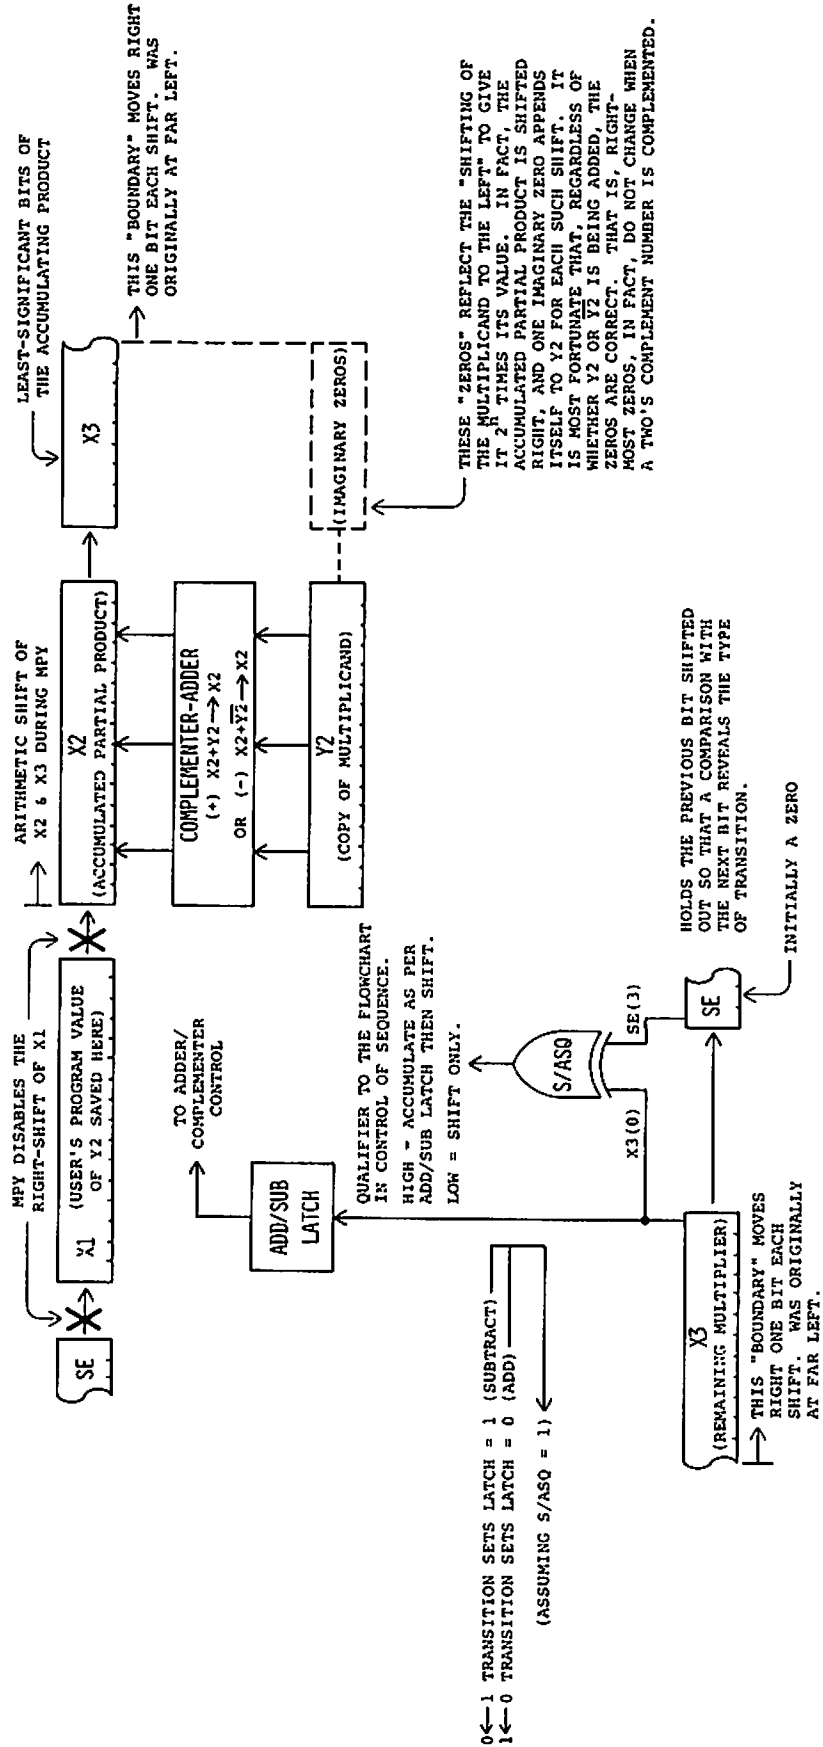 MPY DISABLES THE
RIGHT-SHIFT OF X1
SE
X1
(USER'S PROGRAM VALUE
OF Y2 SAVED HERE)
ARITHMETIC SHIFT OF
X2 & X3 DURING MPY
X2
(ACCUMULATED PARTIAL PRODUCT)
LEAST-SIGNIFICANT BITS OF
THE ACCUMULATING PRODUCT
X3
THIS "BOUNDARY" MOVES RIGHT
ONE BIT EACH SHIFT. WAS
ORIGINALLY AT FAR LEFT.
COMPLEMENTER-ADDER
(+) X2+Y2→X2
OR (-) X2+Y̅2̅→X2
Y2
(COPY OF MULTIPLICAND)
(IMAGINARY ZEROS)
THESE "ZEROS" REFLECT THE "SHIFTING OF
THE MULTIPLICAND TO THE LEFT" TO GIVE
IT 2ⁿ TIMES ITS VALUE. IN FACT, THE
ACCUMULATED PARTIAL PRODUCT IS SHIFTED
RIGHT, AND ONE IMAGINARY ZERO APPENDS
ITSELF TO Y2 FOR EACH SUCH SHIFT. IT
IS MOST FORTUNATE THAT, REGARDLESS OF
WHETHER Y2 OR Y̅2̅ IS BEING ADDED, THE
ZEROS ARE CORRECT. THAT IS, RIGHT-
MOST ZEROS, IN FACT, DO NOT CHANGE WHEN
A TWO'S COMPLEMENT NUMBER IS COMPLEMENTED.
TO ADDER/
COMPLEMENTER
CONTROL
ADD/SUB
LATCH
QUALIFIER TO THE FLOWCHART
IN CONTROL OF SEQUENCE.
HIGH = ACCUMULATE AS PER
ADD/SUB LATCH THEN SHIFT.
LOW = SHIFT ONLY.
0←1 TRANSITION SETS LATCH = 1 (SUBTRACT)
1←0 TRANSITION SETS LATCH = 0 (ADD)
(ASSUMING S/ASQ = 1)
S/ASQ
X3(0)
SE(3)
X3
(REMAINING MULTIPLIER)
THIS "BOUNDARY" MOVES
RIGHT ONE BIT EACH
SHIFT. WAS ORIGINALLY
AT FAR LEFT.
SE
HOLDS THE PREVIOUS BIT SHIFTED
OUT SO THAT A COMPARISON WITH
THE NEXT BIT REVEALS THE TYPE
OF TRANSITION.
INITIALLY A ZERO